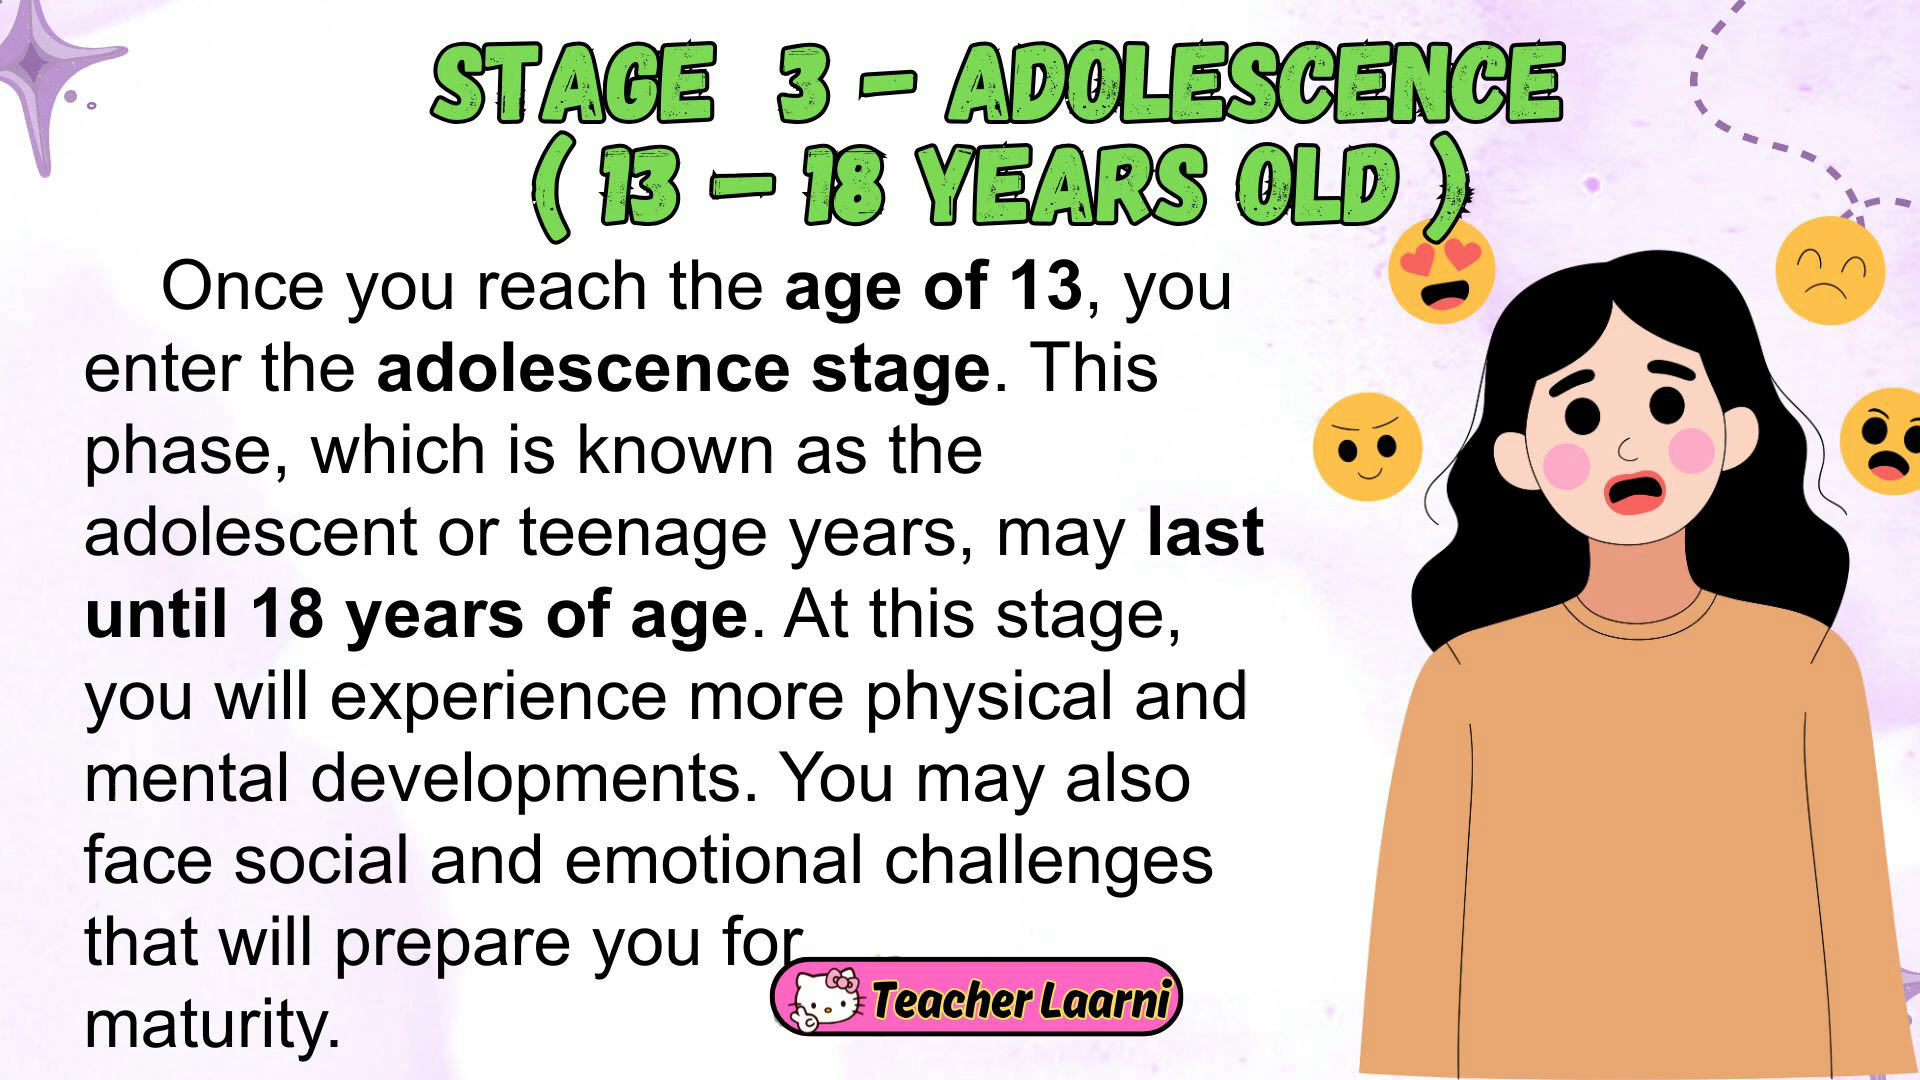 STAGE 3 – ADOLESCENCE
( 13 – 18 YEARS OLD )
Once you reach the age of 13, you
enter the adolescence stage. This
phase, which is known as the
adolescent or teenage years, may last
until 18 years of age. At this stage,
you will experience more physical and
mental developments. You may also
face social and emotional challenges
that will prepare you for
maturity.
Teacher Laarni